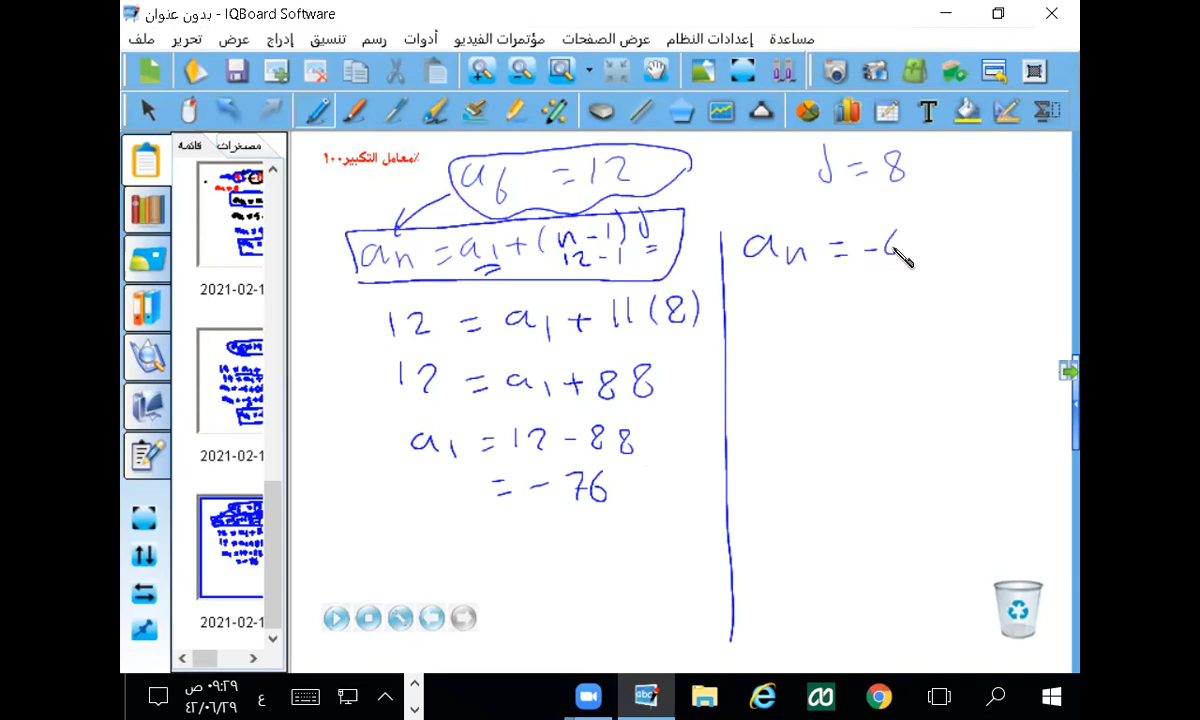 بدون عنوان - IQBoard Software
ملف تحرير عرض إدراج تنسيق رسم أدوات مؤتمرات الفيديو عرض الصفحات إعدادات النظام مساعدة
قائمة مصغرات
معامل التكبير٪١٠٠
a6 = 12
d = 8
an = a1 + (n-1) d
12-1 =
an = -6
12 = a1 + 11(8)
12 = a1 + 88
a1 = 12 - 88
= - 76
2021-02-1
2021-02-1
2021-02-1
٠٩:٢٩ ص
٤٢/٠٦/٢٩
ع
abc